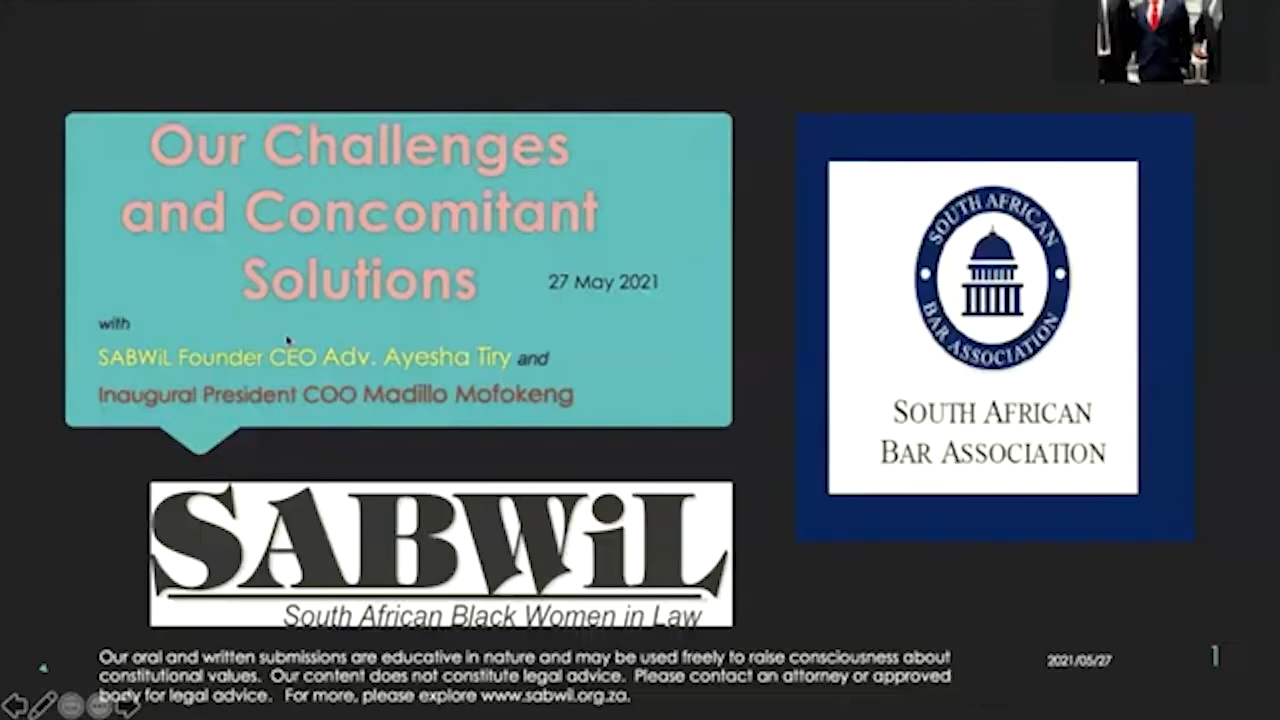 Our Challenges
and Concomitant
Solutions
27 May 2021
with
SABWiL Founder CEO Adv. Ayesha Tiry and
Inaugural President COO Madillo Mofokeng
SOUTH AFRICAN
BAR ASSOCIATION
SOUTH AFRICAN
BAR ASSOCIATION
SABWiL
South African Black Women in Law
Our oral and written submissions are educative in nature and may be used freely to raise consciousness about
constitutional values. Our content does not constitute legal advice. Please contact an attorney or approved
body for legal advice. For more, please explore www.sabwil.org.za.
2021/05/27
1